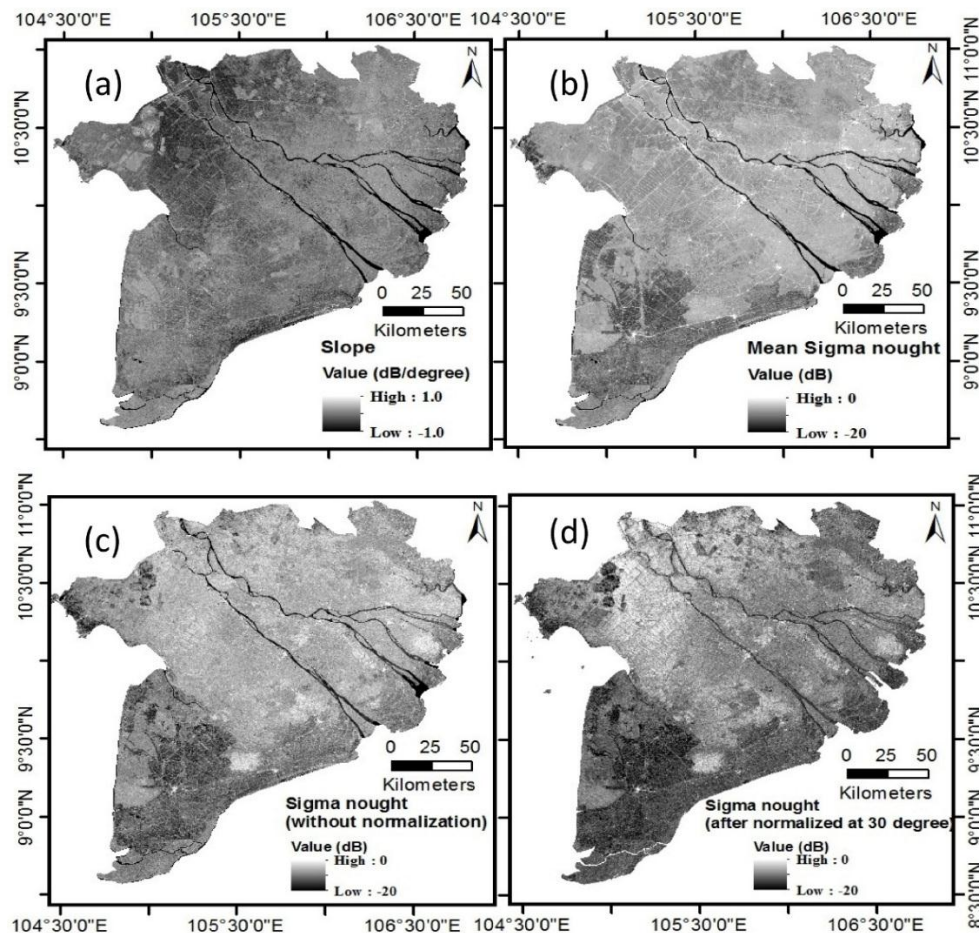 104°30'0"E 105°30'0"E 106°30'0"E 104°30'0"E 105°30'0"E 106°30'0"E
(a)
N
10°30'0"N
9°30'0"N
9°0'0"N
0 25 50
Kilometers
Slope
Value (dB/degree)
High : 1.0
Low : -1.0
(b)
N
11°0'0"N
10°30'0"N
9°30'0"N
9°0'0"N
0 25 50
Kilometers
Mean Sigma nought
Value (dB)
High : 0
Low : -20
(c)
N
11°0'0"N
10°30'0"N
9°30'0"N
9°0'0"N
0 25 50
Kilometers
Sigma nought
(without normalization)
Value (dB)
High : 0
Low : -20
(d)
N
11°0'0"N
10°30'0"N
9°30'0"N
9°0'0"N
8°30'0"N
0 25 50
Kilometers
Sigma nought
(after normalized at 30 degree)
Value (dB)
High : 0
Low : -20
104°30'0"E 105°30'0"E 106°30'0"E 104°30'0"E 105°30'0"E 106°30'0"E